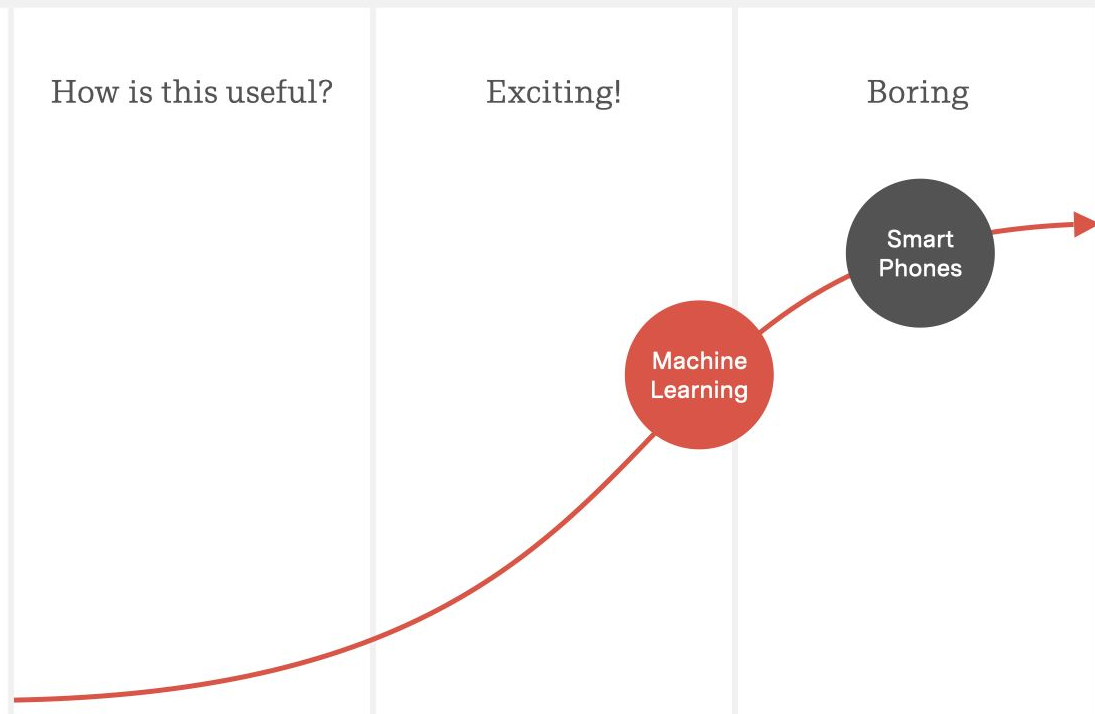 How is this useful?
Exciting!
Boring
Smart
Phones
Machine
Learning